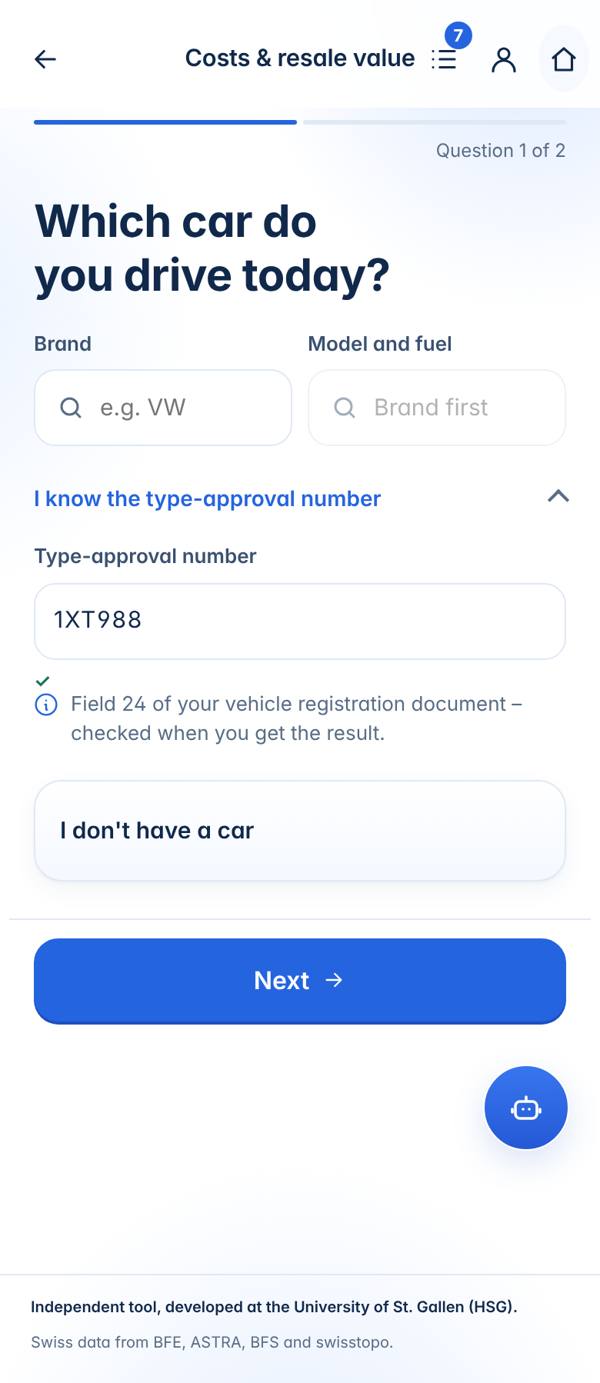 Costs & resale value
7
Question 1 of 2
Which car do
you drive today?
Brand
Model and fuel
e.g. VW
Brand first
I know the type-approval number
Type-approval number
1XT988
Field 24 of your vehicle registration document –
checked when you get the result.
I don't have a car
Next →
Independent tool, developed at the University of St. Gallen (HSG).
Swiss data from BFE, ASTRA, BFS and swisstopo.